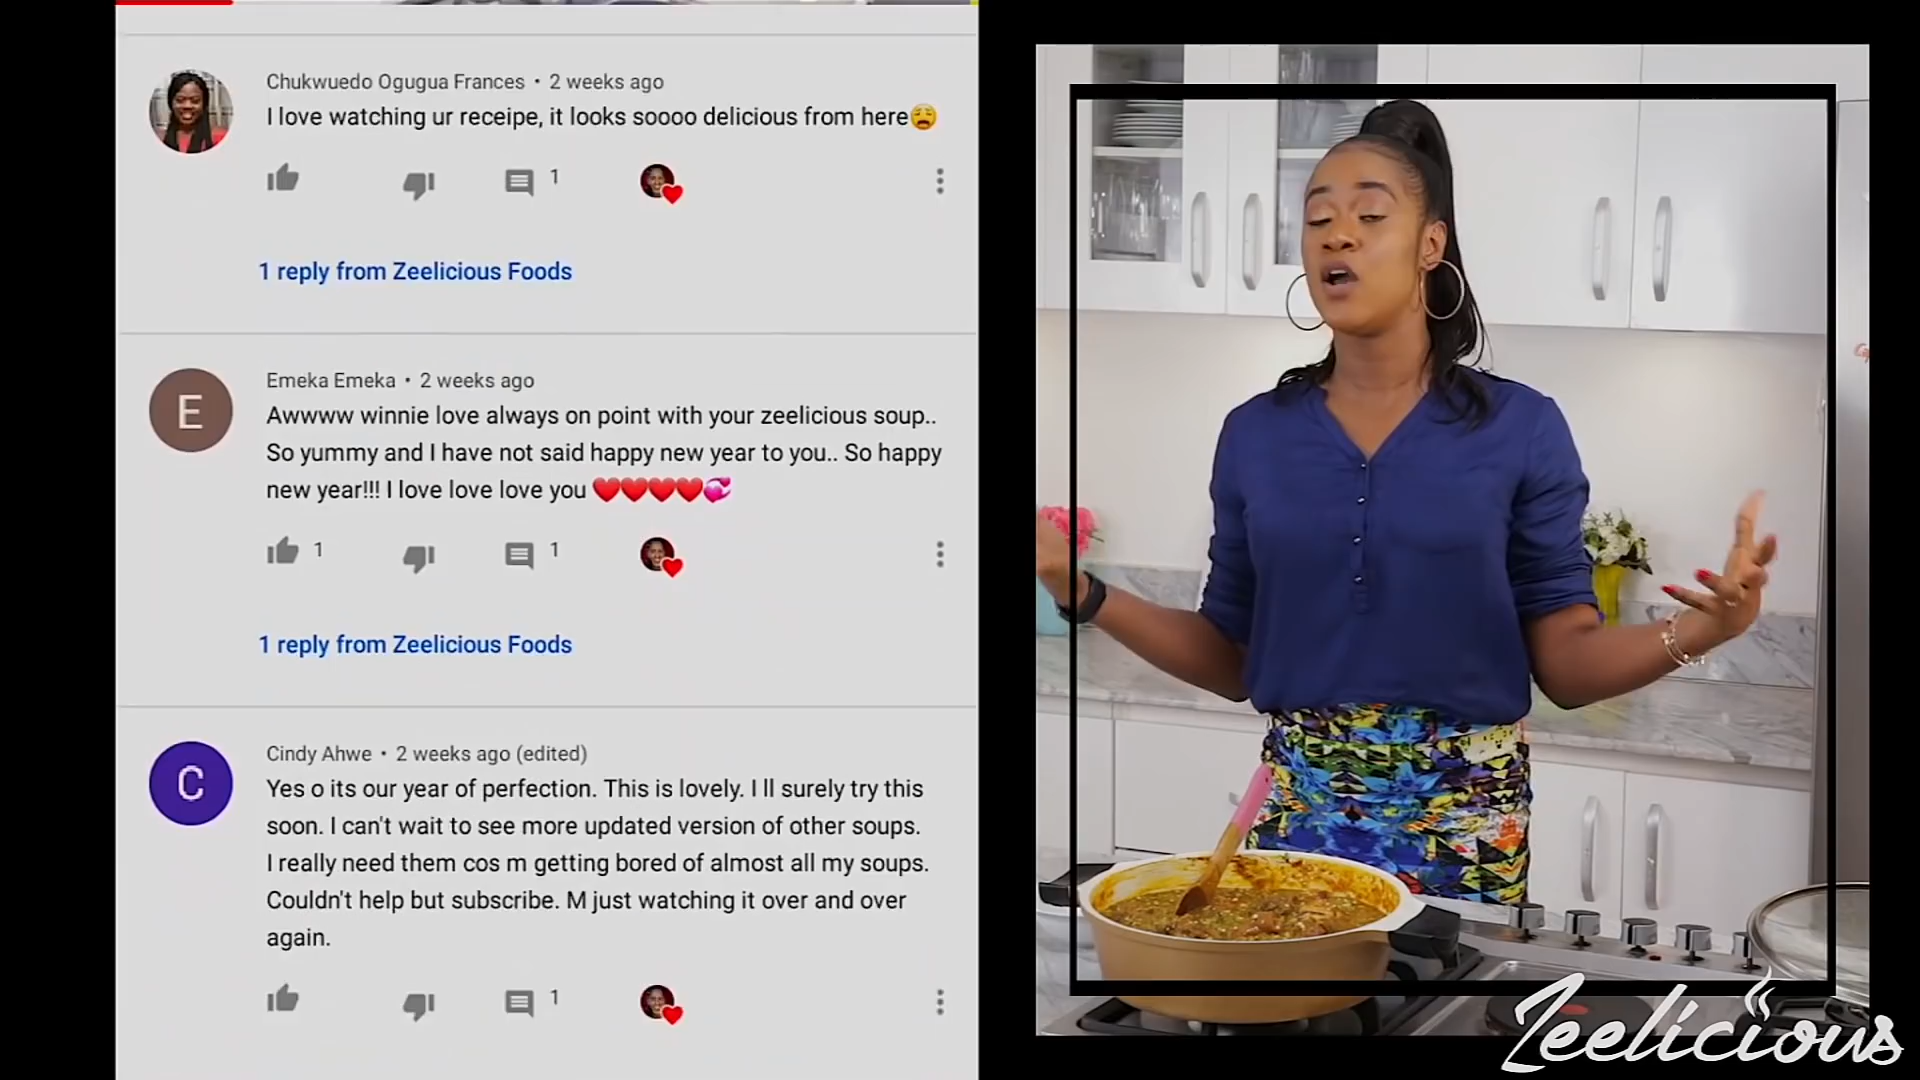 Chukwuedo Ogugua Frances • 2 weeks ago
I love watching ur receipe, it looks soooo delicious from here😩
1
1 reply from Zeelicious Foods
E
Emeka Emeka • 2 weeks ago
Awwww winnie love always on point with your zeelicious soup..
So yummy and I have not said happy new year to you.. So happy
new year!!! I love love love you ❤️❤️❤️❤️💞
1 1
1 reply from Zeelicious Foods
C
Cindy Ahwe • 2 weeks ago (edited)
Yes o its our year of perfection. This is lovely. I ll surely try this
soon. I can't wait to see more updated version of other soups.
I really need them cos m getting bored of almost all my soups.
Couldn't help but subscribe. M just watching it over and over
again.
1
Zeelicious